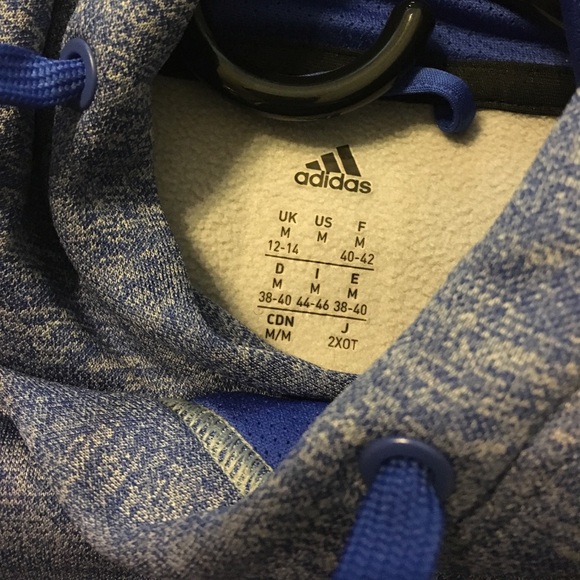 adidas
UK US F
M M M
12-14 40-42
D I E
M M M
38-40 44-46 38-40
CDN J
M/M 2XOT